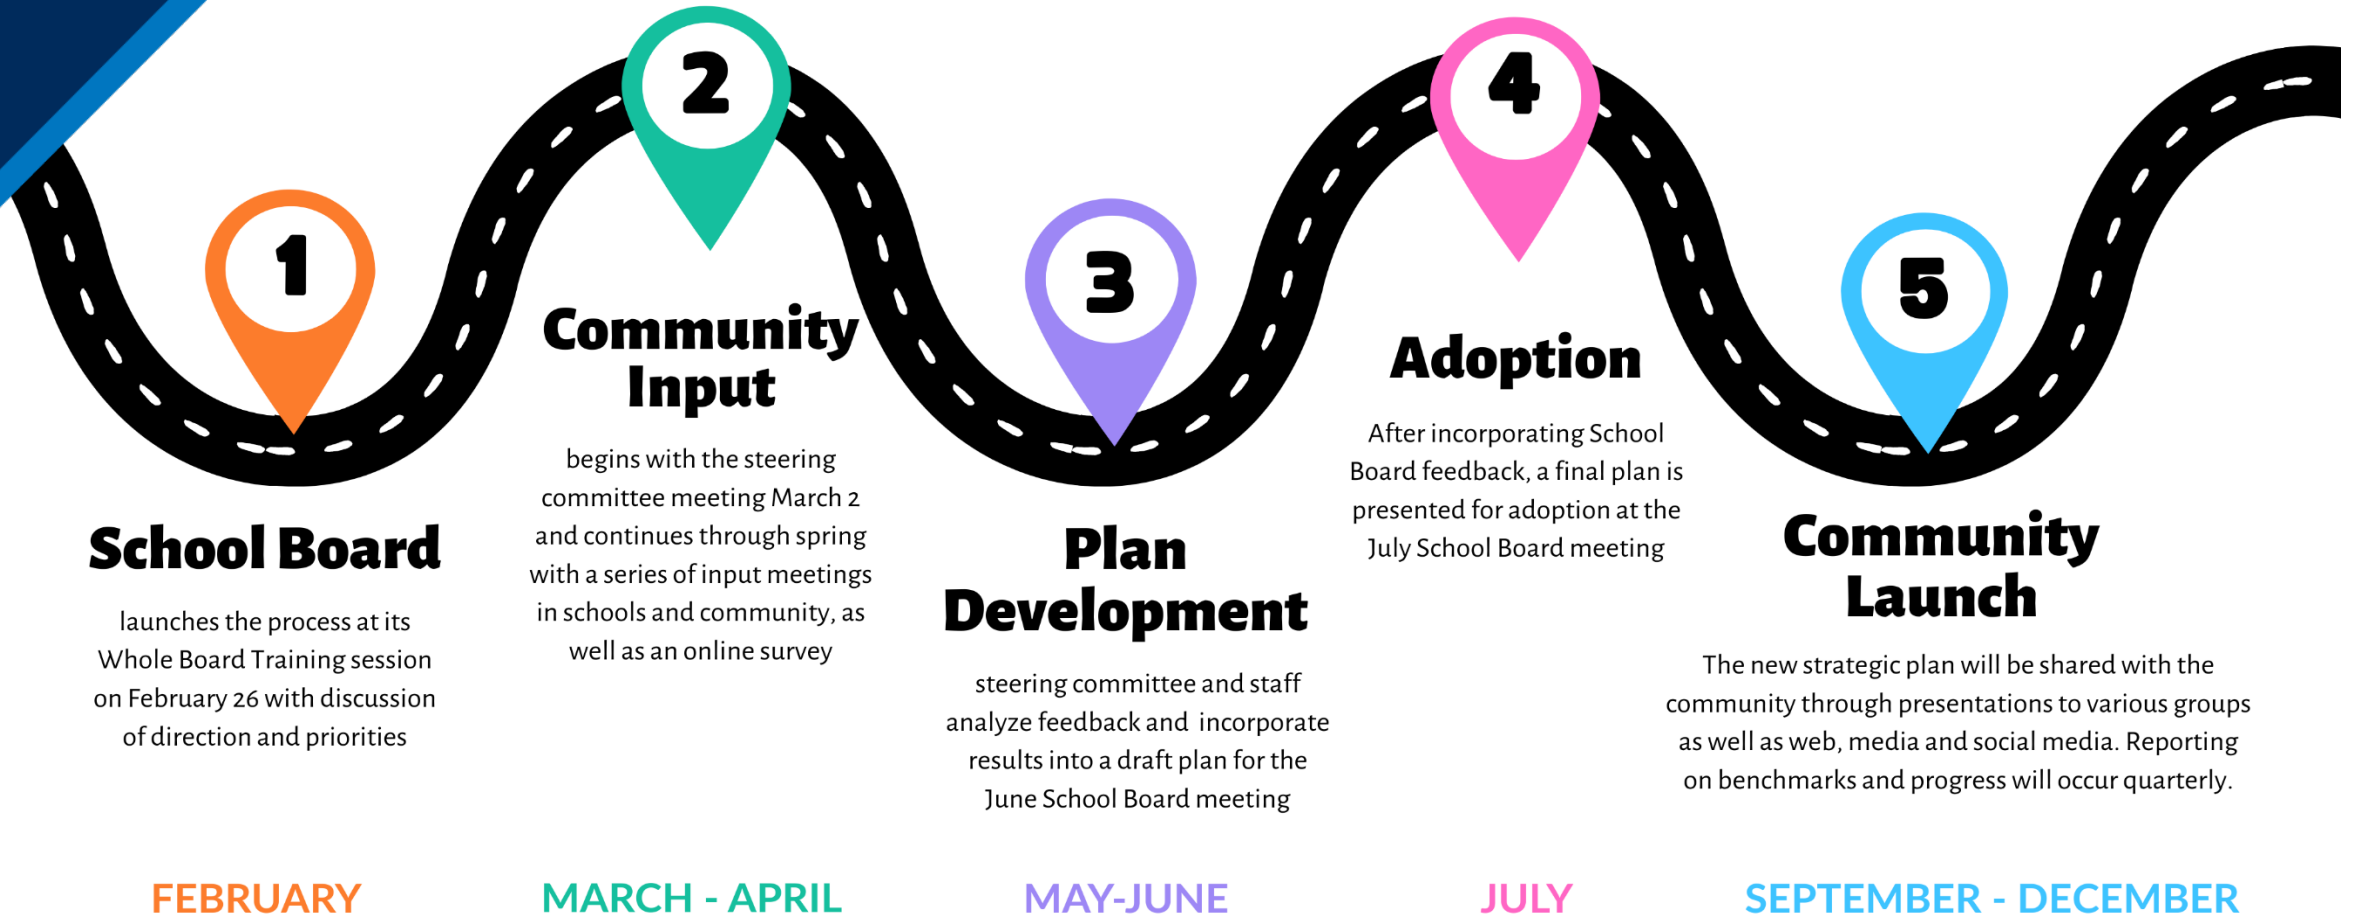 1
School Board
launches the process at its
Whole Board Training session
on February 26 with discussion
of direction and priorities
FEBRUARY
2
Community
Input
begins with the steering
committee meeting March 2
and continues through spring
with a series of input meetings
in schools and community, as
well as an online survey
MARCH - APRIL
3
Plan
Development
steering committee and staff
analyze feedback and  incorporate
results into a draft plan for the
June School Board meeting
MAY-JUNE
4
Adoption
After incorporating School
Board feedback, a final plan is
presented for adoption at the
July School Board meeting
JULY
5
Community
Launch
The new strategic plan will be shared with the
community through presentations to various groups
as well as web, media and social media. Reporting
on benchmarks and progress will occur quarterly.
SEPTEMBER - DECEMBER